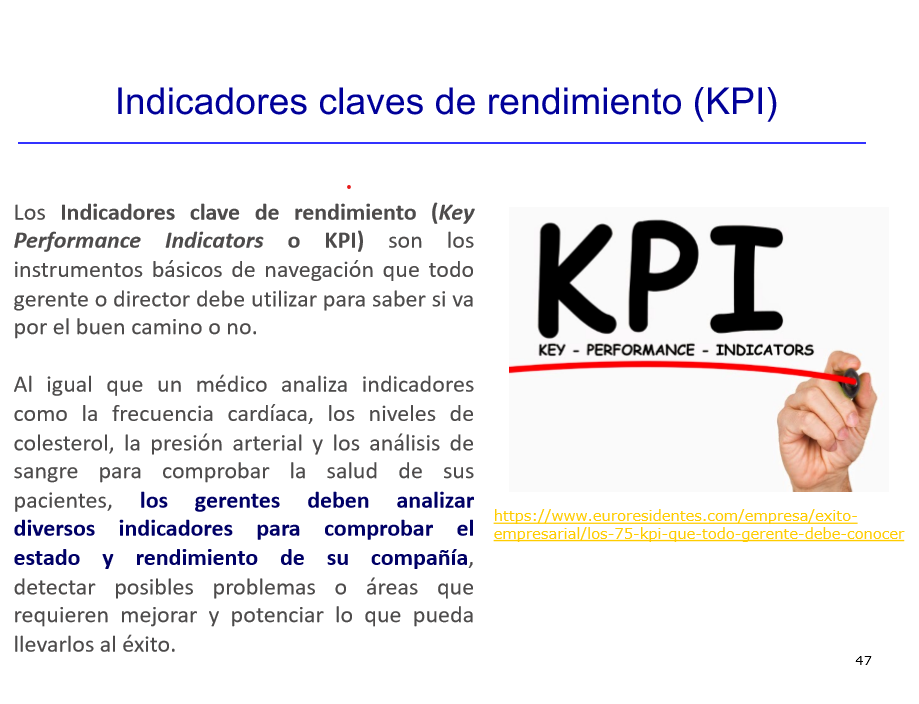 Indicadores claves de rendimiento (KPI)
Los Indicadores clave de rendimiento (Key
Performance Indicators o KPI) son los
instrumentos básicos de navegación que todo
gerente o director debe utilizar para saber si va
por el buen camino o no.
Al igual que un médico analiza indicadores
como la frecuencia cardíaca, los niveles de
colesterol, la presión arterial y los análisis de
sangre para comprobar la salud de sus
pacientes, los gerentes deben analizar
diversos indicadores para comprobar el
estado y rendimiento de su compañía,
detectar posibles problemas o áreas que
requieren mejorar y potenciar lo que pueda
llevarlos al éxito.
KPI
KEY - PERFORMANCE - INDICATORS
https://www.euroresidentes.com/empresa/exito-
empresarial/los-75-kpi-que-todo-gerente-debe-conocer
47